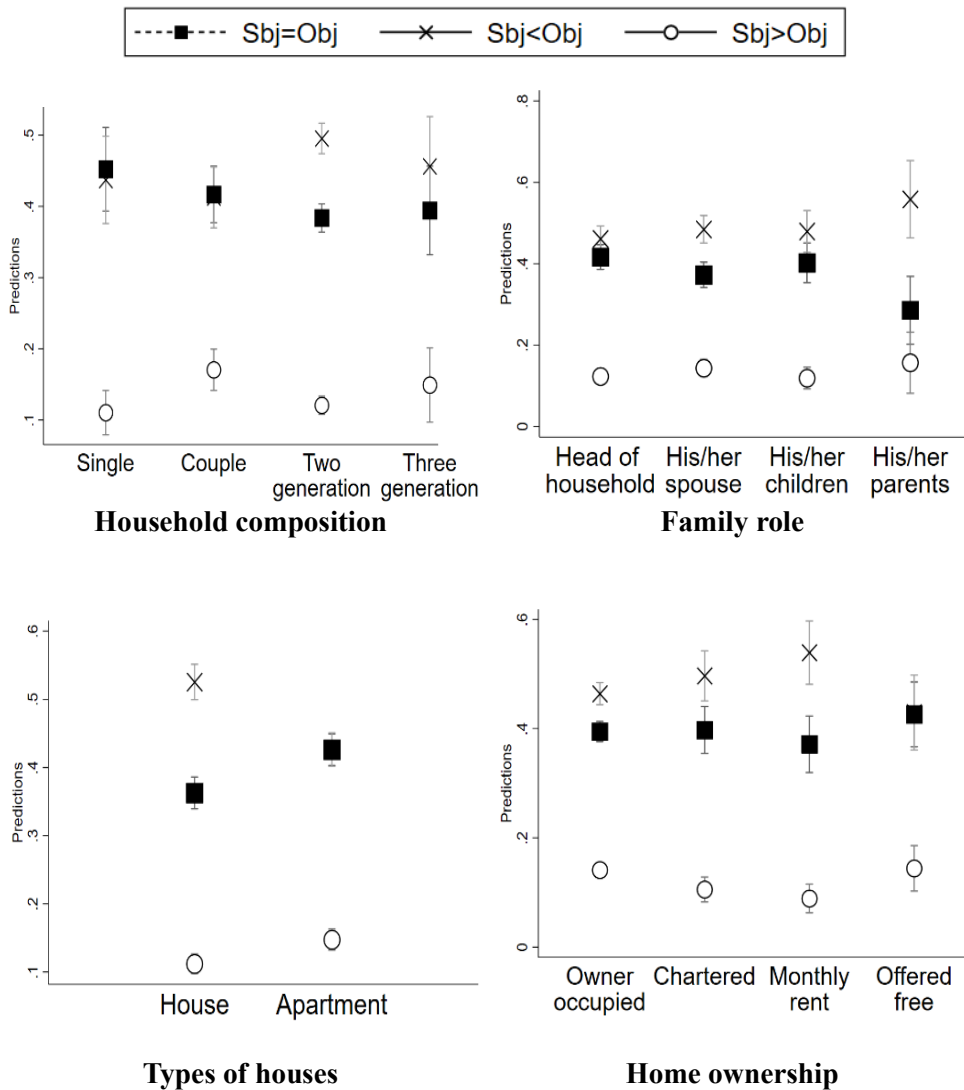 Sbj=Obj Sbj<Obj Sbj>Obj
Predictions
.1 .2 .3 .4 .5
Single Couple Two generation Three generation
Household composition
Predictions
0 .2 .4 .6 .8
Head of household His/her spouse His/her children His/her parents
Family role
Predictions
.1 .2 .3 .4 .5 .6
House Apartment
Types of houses
Predictions
0 .2 .4 .6
Owner occupied Chartered Monthly rent Offered free
Home ownership